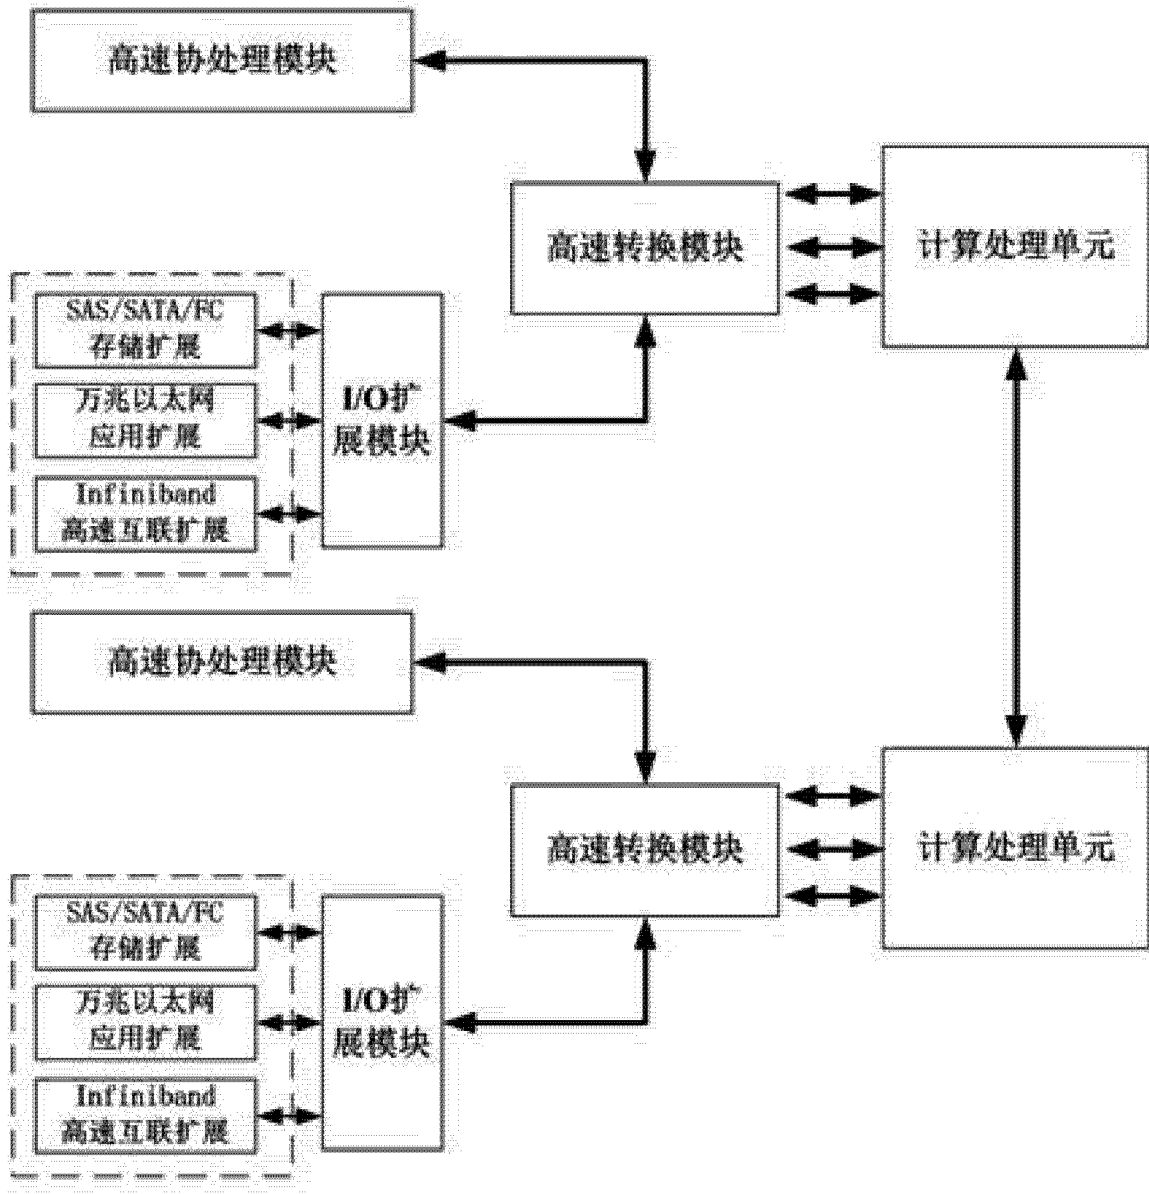 高速协处理模块
高速转换模块
计算处理单元
SAS/SATA/FC
存储扩展
万兆以太网
应用扩展
Infiniband
高速互联扩展
I/O扩
展模块
高速协处理模块
高速转换模块
计算处理单元
SAS/SATA/FC
存储扩展
万兆以太网
应用扩展
Infiniband
高速互联扩展
I/O扩
展模块